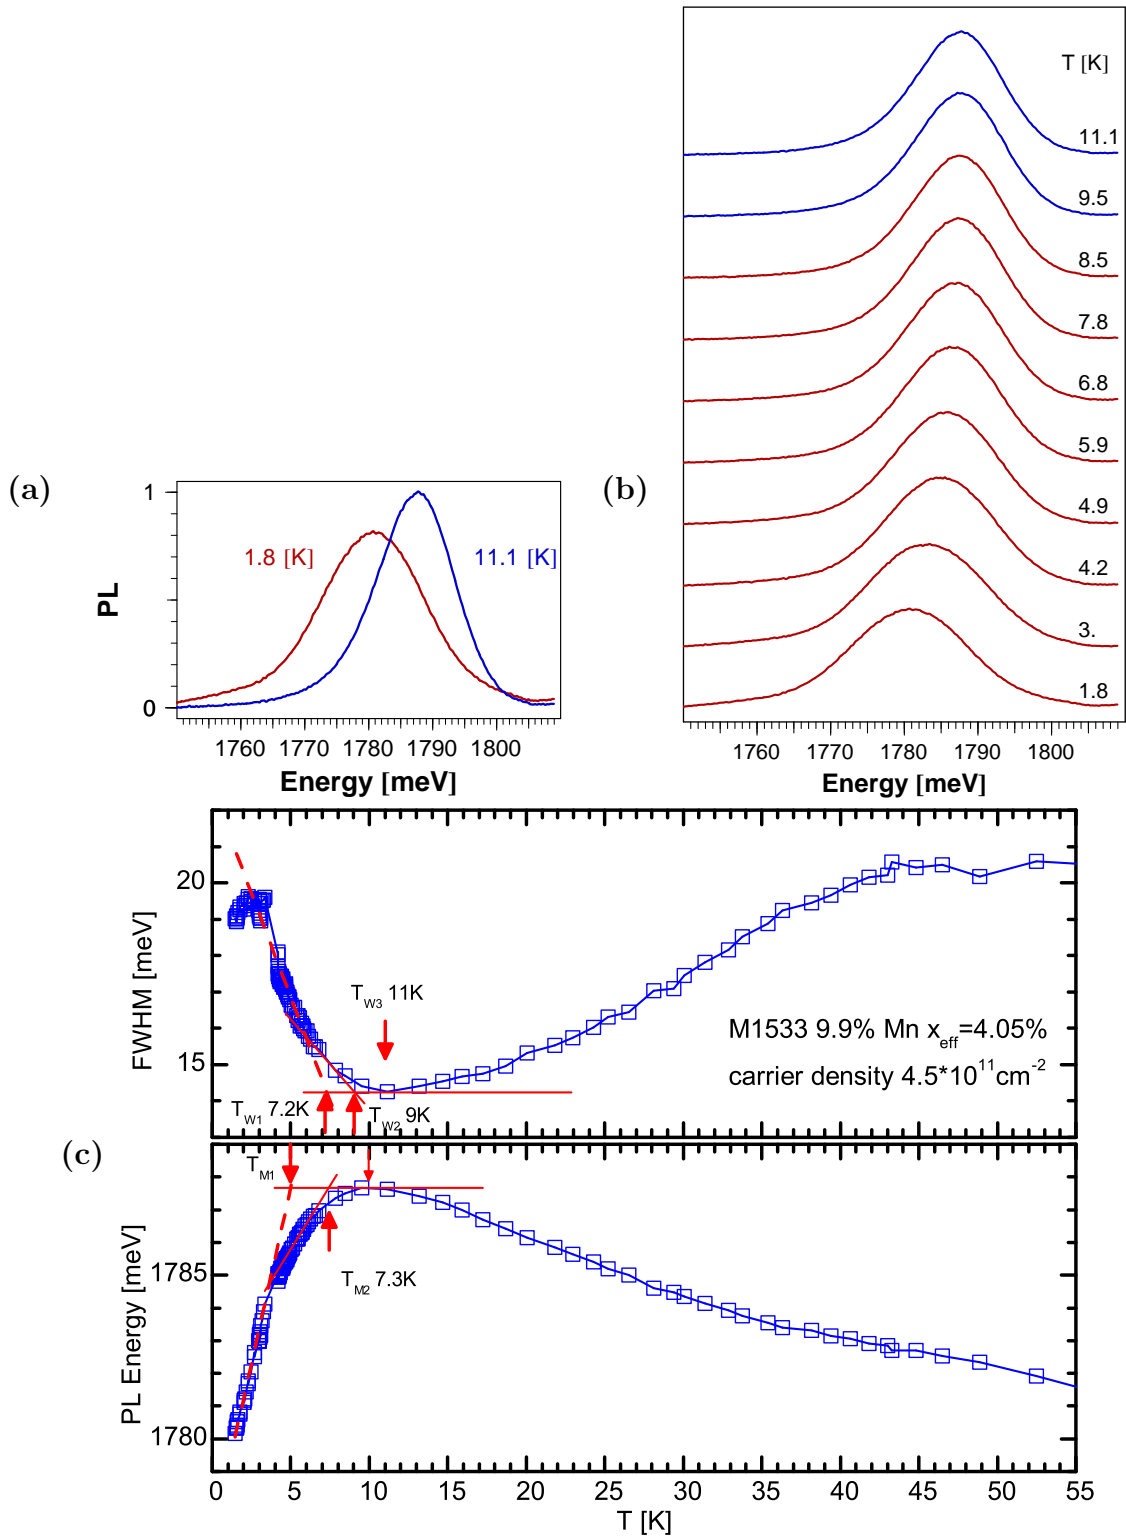 (a)
1
0
PL
1.8 [K]
11.1 [K]
1760 1770 1780 1790 1800
Energy [meV]
(b)
T [K]
11.1
9.5
8.5
7.8
6.8
5.9
4.9
4.2
3.
1.8
1760 1770 1780 1790 1800
Energy [meV]
(c)
20
15
FWHM [meV]
T_W3 11K
T_W1 7.2K
T_W2 9K
M1533 9.9% Mn x_eff=4.05%
carrier density 4.5*10^11cm^-2
T_M1
T_M2 7.3K
1785
1780
PL Energy [meV]
0 5 10 15 20 25 30 35 40 45 50 55
T [K]